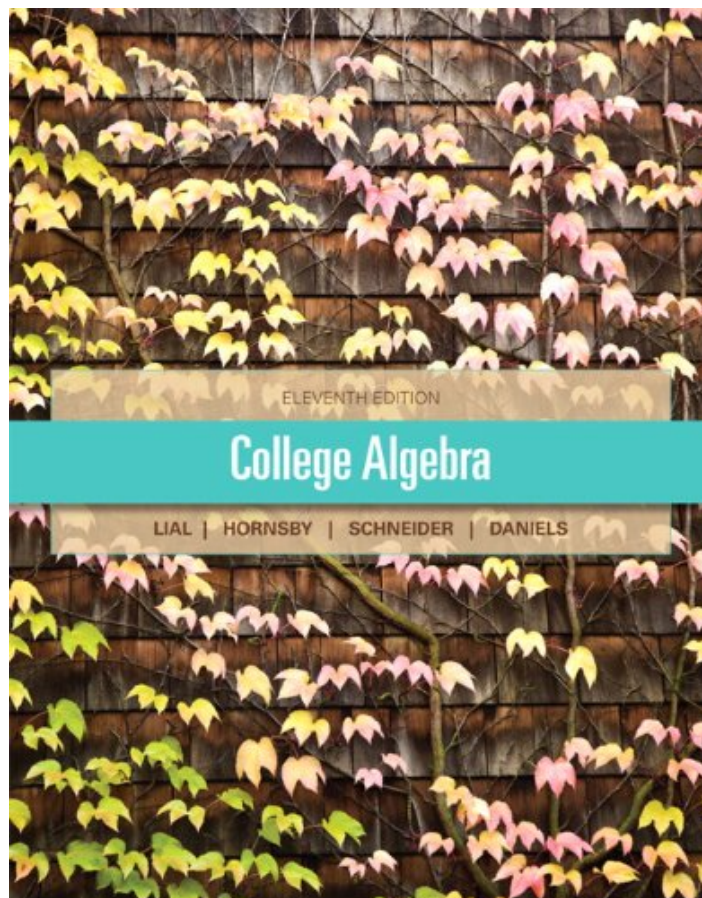 ELEVENTH EDITION
College Algebra
LIAL | HORNSBY | SCHNEIDER | DANIELS